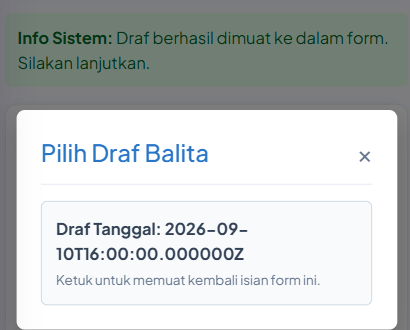 Info Sistem: Draf berhasil dimuat ke dalam form.
Silakan lanjutkan.
Pilih Draf Balita ×
Draf Tanggal: 2026-09-
10T16:00:00.000000Z
Ketuk untuk memuat kembali isian form ini.